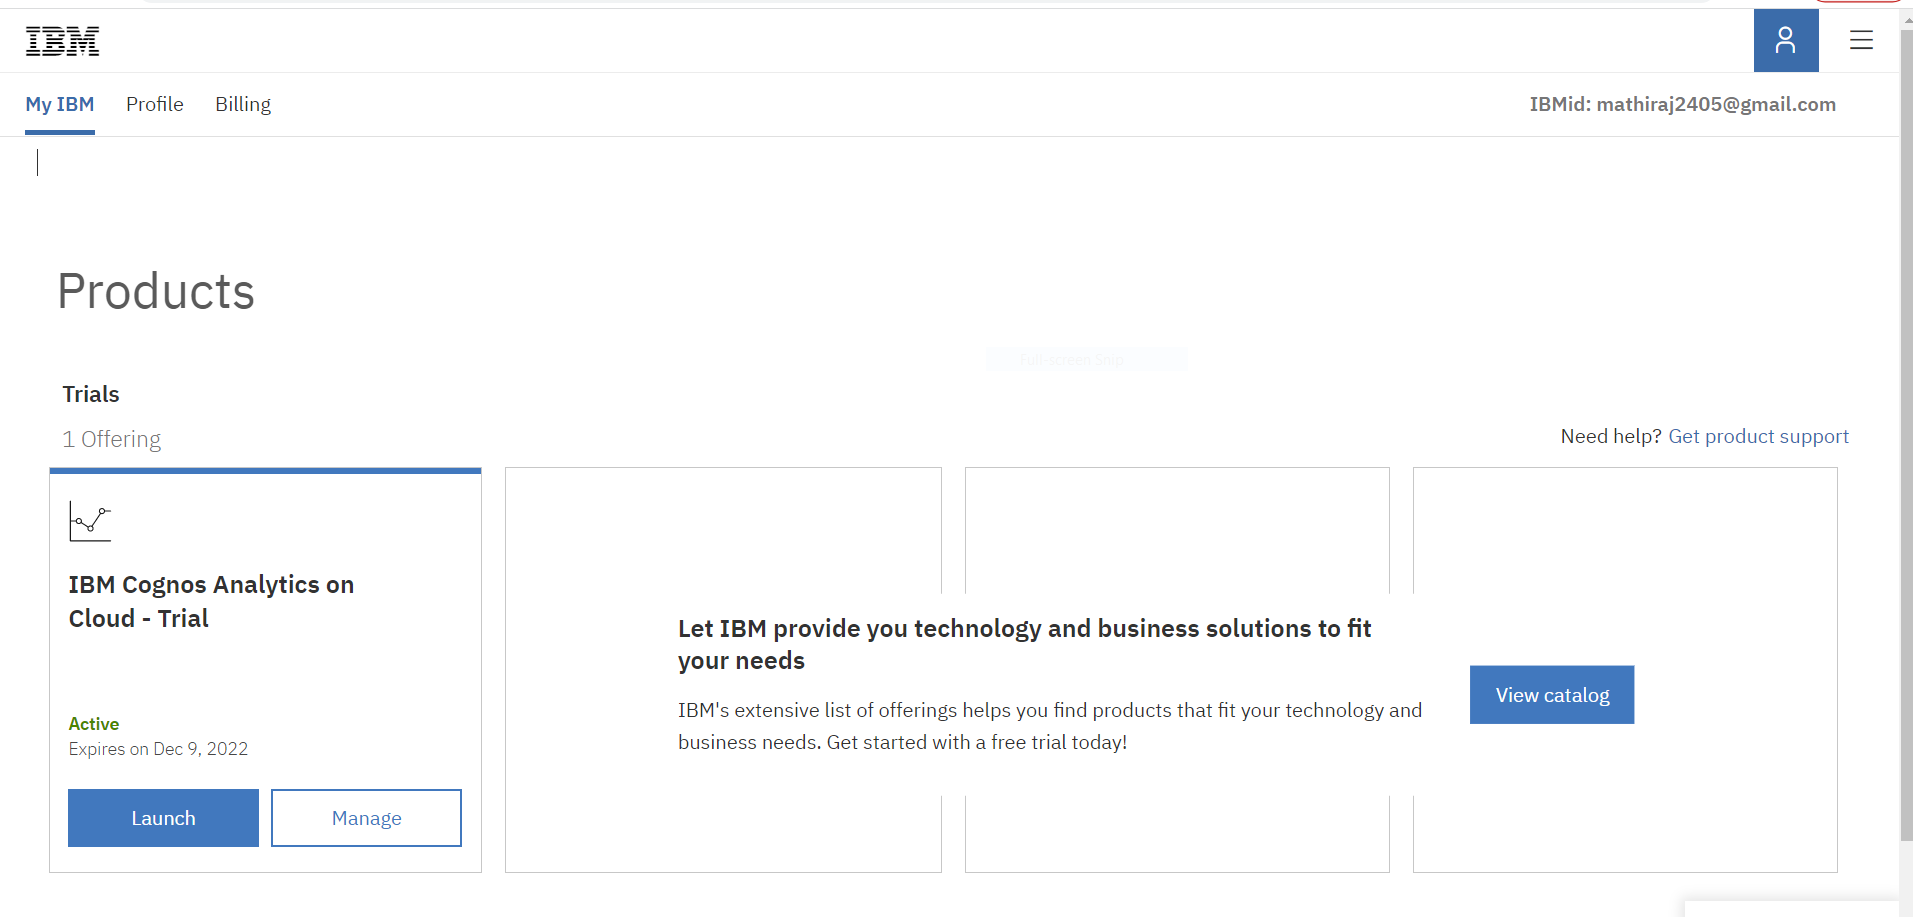 IBM
My IBM Profile Billing
IBMid: mathiraj2405@gmail.com
Products
Full-screen Snip
Trials
1 Offering
Need help? Get product support
IBM Cognos Analytics on
Cloud - Trial
Active
Expires on Dec 9, 2022
Launch
Manage
Let IBM provide you technology and business solutions to fit
your needs
IBM's extensive list of offerings helps you find products that fit your technology and
business needs. Get started with a free trial today!
View catalog